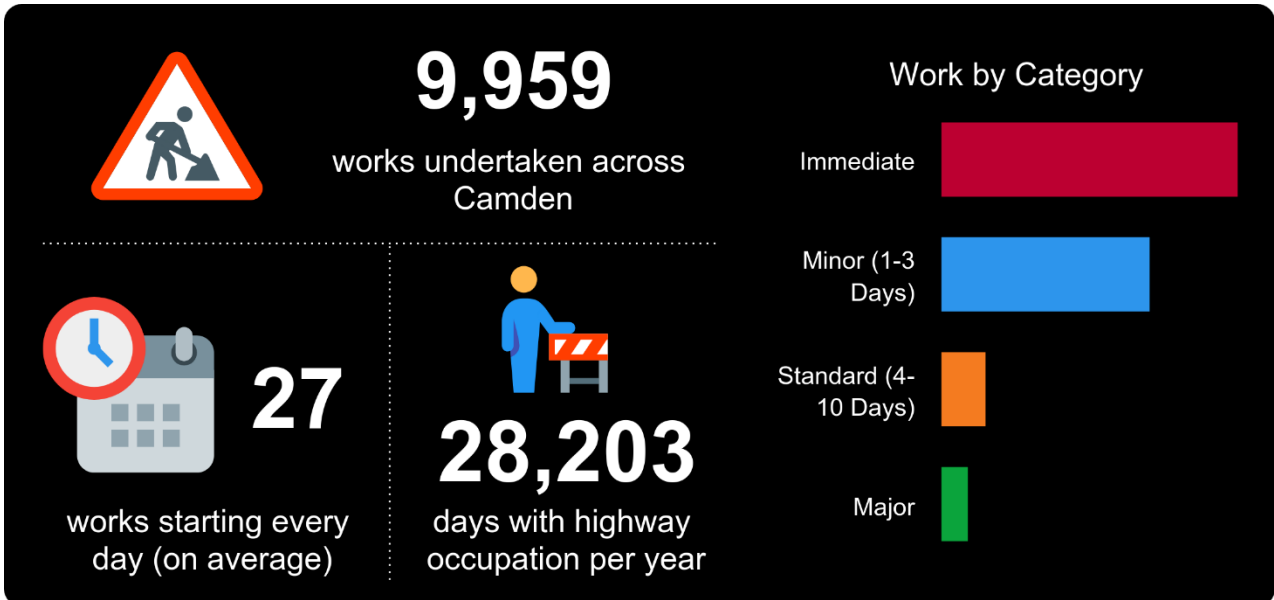 9,959
works undertaken across
Camden
27
works starting every
day (on average)
28,203
days with highway
occupation per year
Work by Category
Immediate
Minor (1-3
Days)
Standard (4-
10 Days)
Major